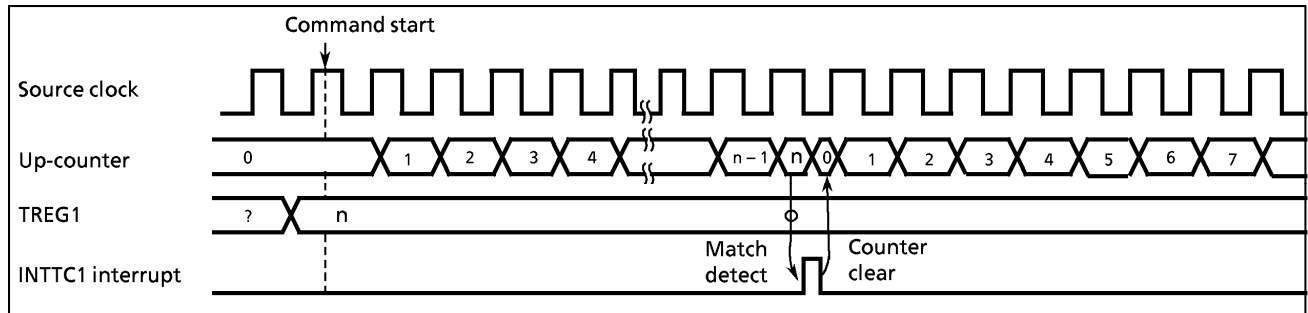 Command start
Source clock
Up-counter 0 1 2 3 4 n – 1 n 0 1 2 3 4 5 6 7
TREG1 ? n
Match detect
Counter clear
INTTC1 interrupt